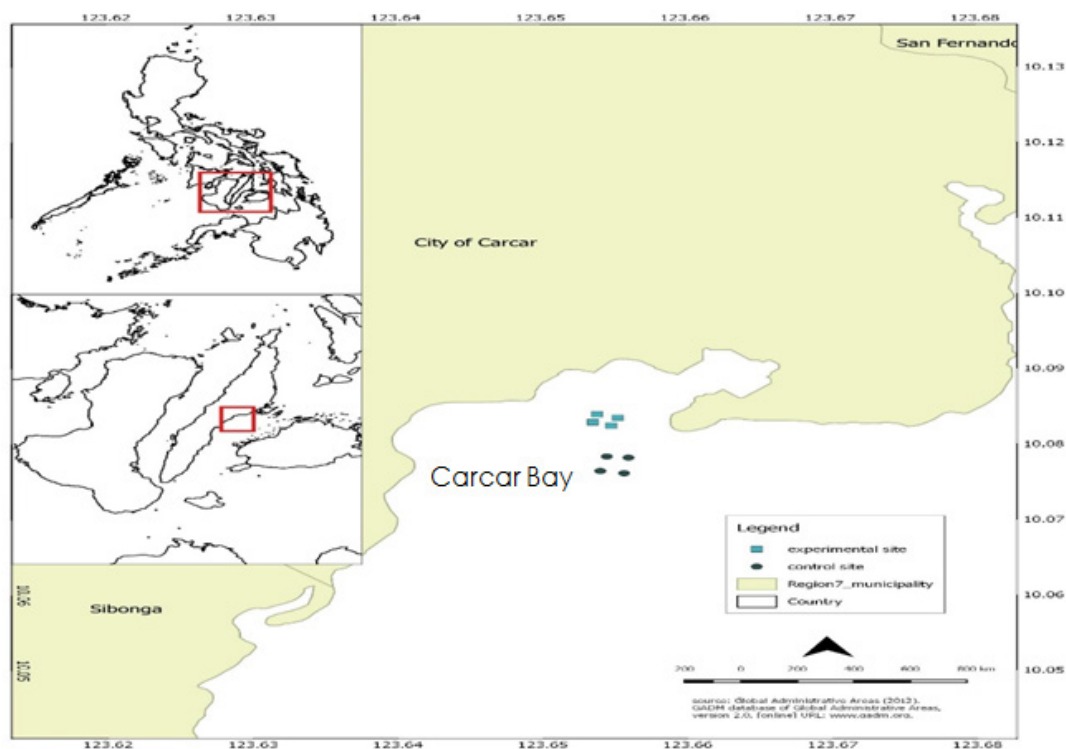 123.62 123.63 123.65 123.66 123.67 123.68
San Fernando
10.13
10.12
10.11
City of Carcar
10.10
10.09
10.08
Carcar Bay
10.07
Legend
experimental site
control site
Region7_municipality
Country
10.06
10.06
Sibonga
10.05
10.05
200 0 200 400 600 800 km
source: Global Administrative Areas (2012).
GADM database of Global Administrative Areas,
version 2.0. [online] URL: www.gadm.org.
123.62 123.63 123.64 123.65 123.66 123.67 123.68